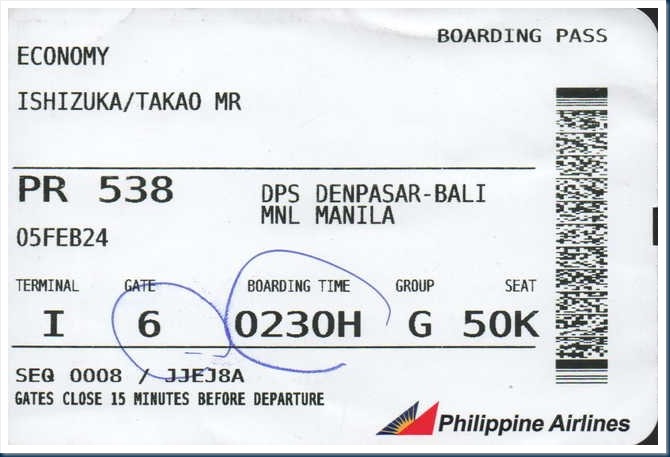 BOARDING PASS
ECONOMY
ISHIZUKA/TAKAO MR
PR 538
DPS DENPASAR-BALI
MNL MANILA
05FEB24
TERMINAL GATE BOARDING TIME GROUP SEAT
I 6 0230H G 50K
SEQ 0008 / JJEJ8A
GATES CLOSE 15 MINUTES BEFORE DEPARTURE
Philippine Airlines